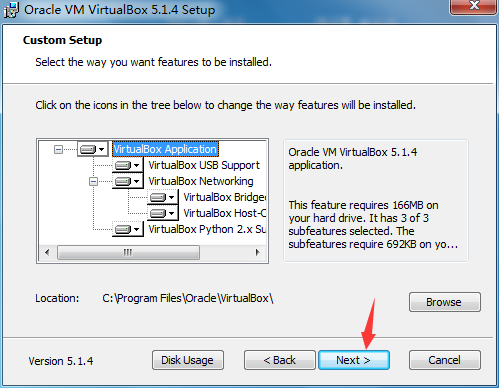 Oracle VM VirtualBox 5.1.4 Setup
Custom Setup
Select the way you want features to be installed.
Click on the icons in the tree below to change the way features will be installed.
VirtualBox Application
VirtualBox USB Support
VirtualBox Networking
VirtualBox Bridged
VirtualBox Host-O
VirtualBox Python 2.x Su
Oracle VM VirtualBox 5.1.4
application.
This feature requires 166MB on
your hard drive. It has 3 of 3
subfeatures selected. The
subfeatures require 692KB on yo...
Location: C:\Program Files\Oracle\VirtualBox\
Browse
Version 5.1.4
Disk Usage
< Back
Next >
Cancel